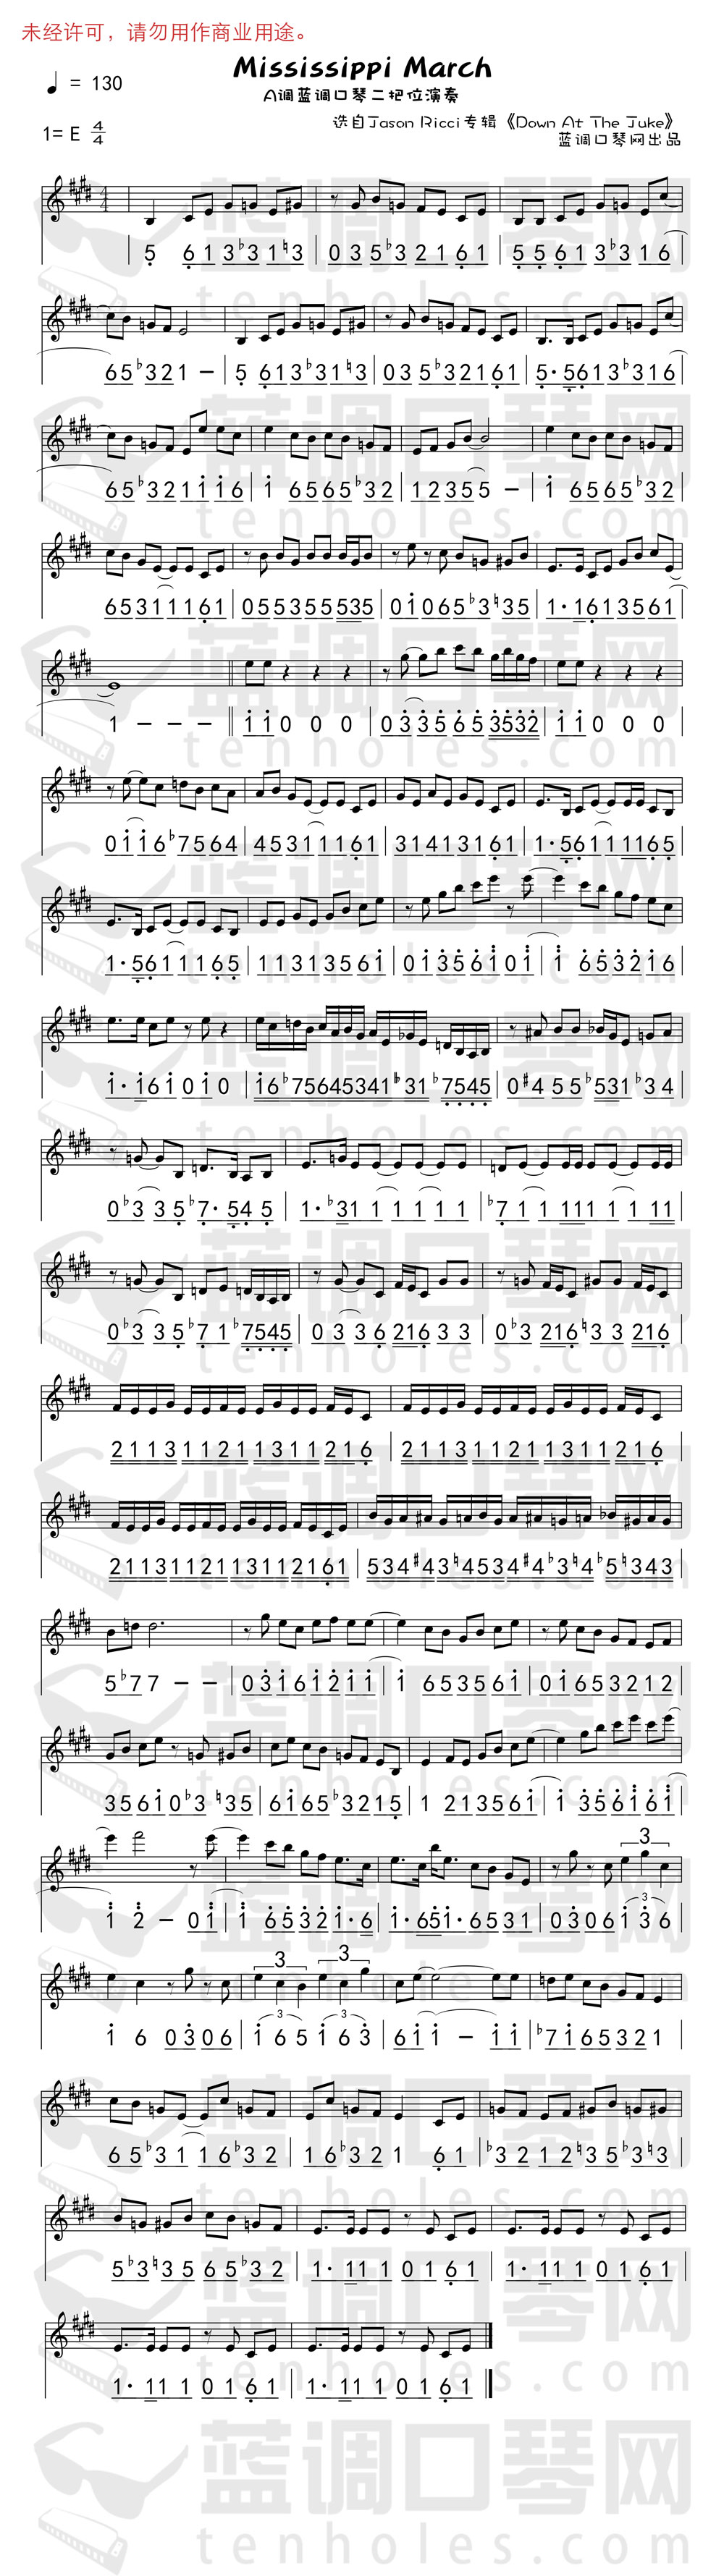 未经许可，请勿用作商业用途。
Mississippi March
♩ = 130
A调蓝调口琴二把位演奏
选自Jason Ricci专辑《Down At The Juke》
1= E 4/4
蓝调口琴网出品
5 6 1 3 ♭3 1 ♮3 | 0 3 5 ♭3 2 1 6 1 | 5 5 6 1 3 ♭3 1 6 |
6 5 ♭3 2 1 – | 5 6 1 3 ♭3 1 ♮3 | 0 3 5 ♭3 2 1 6 1 | 5· 5 6 1 3 ♭3 1 6 |
6 5 ♭3 2 1 1 1 6 | 1 6 5 6 5 ♭3 2 | 1 2 3 5 5 – | 1 6 5 6 5 ♭3 2 |
6 5 3 1 1 1 6 1 | 0 5 5 3 5 5 5 3 5 | 0 1 0 6 5 ♭3 ♮3 5 | 1· 1 6 1 3 5 6 1 |
1 – – – || 1 1 0 0 0 | 0 3 3 5 6 5 3 5 3 2 | 1 1 0 0 0 |
0 1 1 6 ♭7 5 6 4 | 4 5 3 1 1 1 6 1 | 3 1 4 1 3 1 6 1 | 1· 5 6 1 1 1 1 6 5 |
1· 5 6 1 1 1 6 5 | 1 1 3 1 3 5 6 1 | 0 1 3 5 6 1 0 1 | 1 6 5 3 2 1 6 |
1· 1 6 1 0 1 0 | 1 6 ♭7 5 6 4 5 3 4 1 ♭3 1 ♭7 5 4 5 | 0 #4 5 5 ♭5 3 1 ♭3 4 |
0 ♭3 3 5 ♭7· 5 4 5 | 1· ♭3 1 1 1 1 1 1 | ♭7 1 1 1 1 1 1 1 1 1 |
0 ♭3 3 5 ♭7 1 ♭7 5 4 5 | 0 3 3 6 2 1 6 3 3 | 0 ♭3 2 1 6 ♮3 3 2 1 6 |
2 1 1 3 1 1 2 1 1 3 1 1 2 1 6 | 2 1 1 3 1 1 2 1 1 3 1 1 2 1 6 |
2 1 1 3 1 1 2 1 1 3 1 1 2 1 6 1 | 5 3 4 #4 3 ♮4 5 3 4 #4 ♭3 ♮4 ♭5 ♮3 4 3 |
5 ♭7 7 – – | 0 3 1 6 1 2 1 1 | 1 6 5 3 5 6 1 | 0 1 6 5 3 2 1 2 |
3 5 6 1 0 ♭3 ♮3 5 | 6 1 6 5 ♭3 2 1 5 | 1 2 1 3 5 6 1 | 1 3 5 6 1 6 1 |
3
1 2 – 0 1 | 1 6 5 3 2 1· 6 | 1· 6 5 1· 6 5 3 1 | 0 3 0 6 1 3 6 |
3 3
1 6 0 3 0 6 | 1 6 5 1 6 3 | 6 1 1 – 1 1 | ♭7 1 6 5 3 2 1 |
6 5 ♭3 1 1 6 ♭3 2 | 1 6 ♭3 2 1 6 1 | ♭3 2 1 2 ♮3 5 ♭3 ♮3 |
5 ♭3 ♮3 5 6 5 ♭3 2 | 1· 1 1 1 0 1 6 1 | 1· 1 1 1 0 1 6 1 |
1· 1 1 1 0 1 6 1 | 1· 1 1 1 0 1 6 1 ‖
蓝调口琴网
tenholes.com